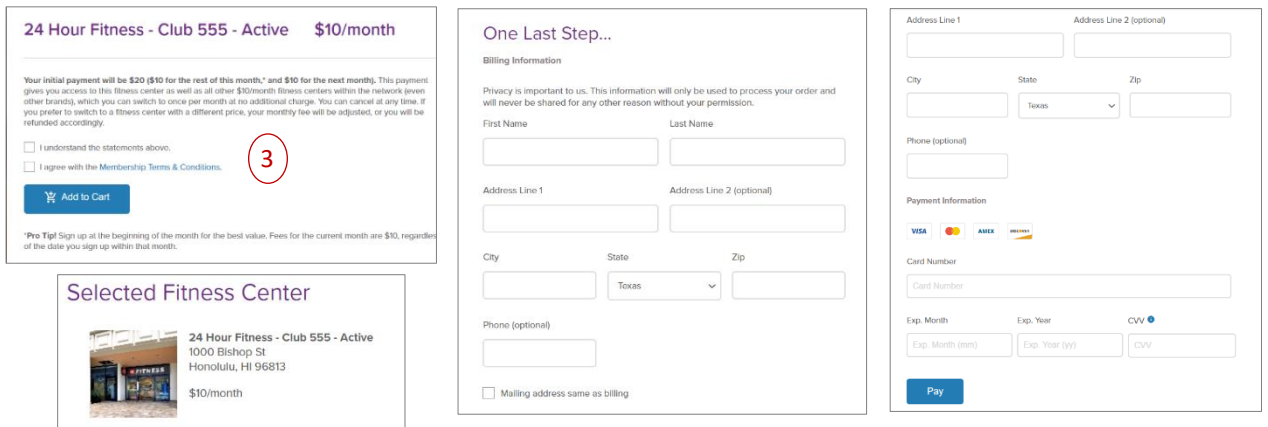 24 Hour Fitness - Club 555 - Active $10/month
Your initial payment will be $20 ($10 for the rest of this month,* and $10 for the next month). This payment
gives you access to this fitness center as well as all other $10/month fitness centers within the network (even
other brands), which you can switch to once per month at no additional charge. You can cancel at any time. If
you prefer to switch to a fitness center with a different price, your monthly fee will be adjusted, or you will be
refunded accordingly.
I understand the statements above.
I agree with the Membership Terms & Conditions.
3
Add to Cart
*Pro Tip! Sign up at the beginning of the month for the best value. Fees for the current month are $10, regardles
of the date you sign up within that month.
Selected Fitness Center
24 Hour Fitness - Club 555 - Active
1000 Bishop St
Honolulu, HI 96813
$10/month
FITNESS
One Last Step...
Billing Information
Privacy is important to us. This information will only be used to process your order and
will never be shared for any other reason without your permission.
First Name Last Name
Address Line 1 Address Line 2 (optional)
City State Zip
Texas
Phone (optional)
Mailing address same as billing
Address Line 1 Address Line 2 (optional)
City State Zip
Texas
Phone (optional)
Payment Information
VISA AMEX DISCOVER
Card Number
Card Number
Exp. Month Exp. Year CVV
Exp. Month (mm) Exp. Year (yy) CVV
Pay